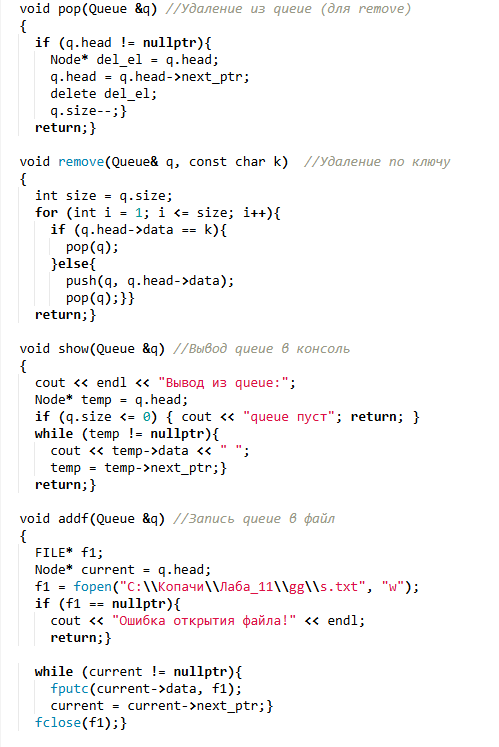 void pop(Queue &q) //Удаление из queue (для remove)
{
  if (q.head != nullptr){
    Node* del_el = q.head;
    q.head = q.head->next_ptr;
    delete del_el;
    q.size--;}
  return;}

void remove(Queue& q, const char k)  //Удаление по ключу
{
  int size = q.size;
  for (int i = 1; i <= size; i++){
    if (q.head->data == k){
      pop(q);
    }else{
      push(q, q.head->data);
      pop(q);}}
  return;}

void show(Queue &q) //Вывод queue в консоль
{
  cout << endl << "Вывод из queue:";
  Node* temp = q.head;
  if (q.size <= 0) { cout << "queue пуст"; return; }
  while (temp != nullptr){
    cout << temp->data << " ";
    temp = temp->next_ptr;}
  return;}

void addf(Queue &q) //Запись queue в файл
{
  FILE* f1;
  Node* current = q.head;
  f1 = fopen("C:\\Копачи\\Лаба_11\\gg\\s.txt", "w");
  if (f1 == nullptr){
    cout << "Ошибка открытия файла!" << endl;
    return;}

  while (current != nullptr){
    fputc(current->data, f1);
    current = current->next_ptr;}
  fclose(f1);}